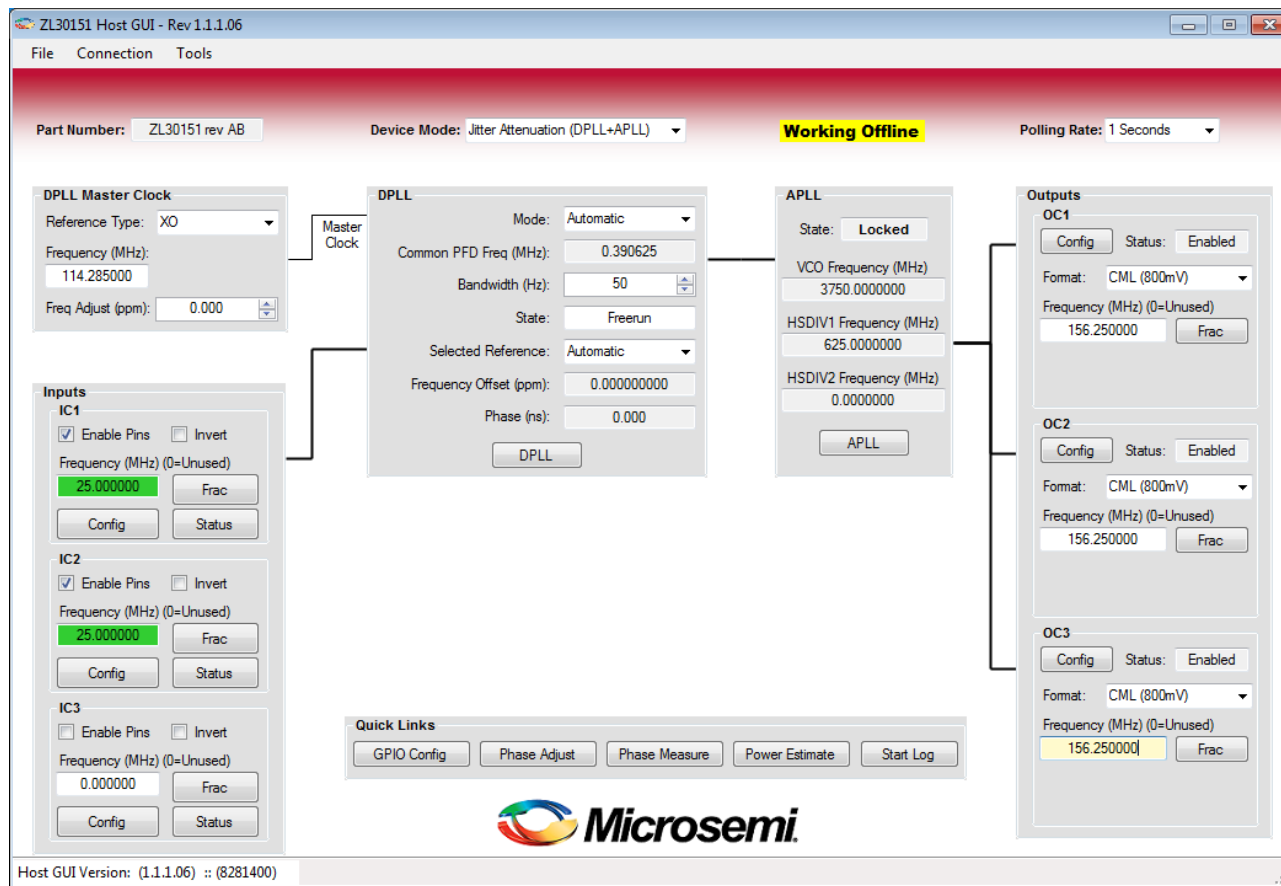 ZL30151 Host GUI - Rev 1.1.1.06
File Connection Tools
Part Number: ZL30151 rev AB Device Mode: Jitter Attenuation (DPLL+APLL) Working Offline Polling Rate: 1 Seconds
DPLL Master Clock
Reference Type: XO
Frequency (MHz):
114.285000
Freq Adjust (ppm): 0.000
Master
Clock
Inputs
IC1
Enable Pins Invert
Frequency (MHz) (0=Unused)
25.000000 Frac
Config Status
IC2
Enable Pins Invert
Frequency (MHz) (0=Unused)
25.000000 Frac
Config Status
IC3
Enable Pins Invert
Frequency (MHz) (0=Unused)
0.000000 Frac
Config Status
DPLL
Mode: Automatic
Common PFD Freq (MHz): 0.390625
Bandwidth (Hz): 50
State: Freerun
Selected Reference: Automatic
Frequency Offset (ppm): 0.000000000
Phase (ns): 0.000
DPLL
APLL
State: Locked
VCO Frequency (MHz)
3750.0000000
HSDIV1 Frequency (MHz)
625.0000000
HSDIV2 Frequency (MHz)
0.0000000
APLL
Outputs
OC1
Config Status: Enabled
Format: CML (800mV)
Frequency (MHz) (0=Unused)
156.250000 Frac
OC2
Config Status: Enabled
Format: CML (800mV)
Frequency (MHz) (0=Unused)
156.250000 Frac
OC3
Config Status: Enabled
Format: CML (800mV)
Frequency (MHz) (0=Unused)
156.250000 Frac
Quick Links
GPIO Config Phase Adjust Phase Measure Power Estimate Start Log
Microsemi.
Host GUI Version: (1.1.1.06) :: (8281400)